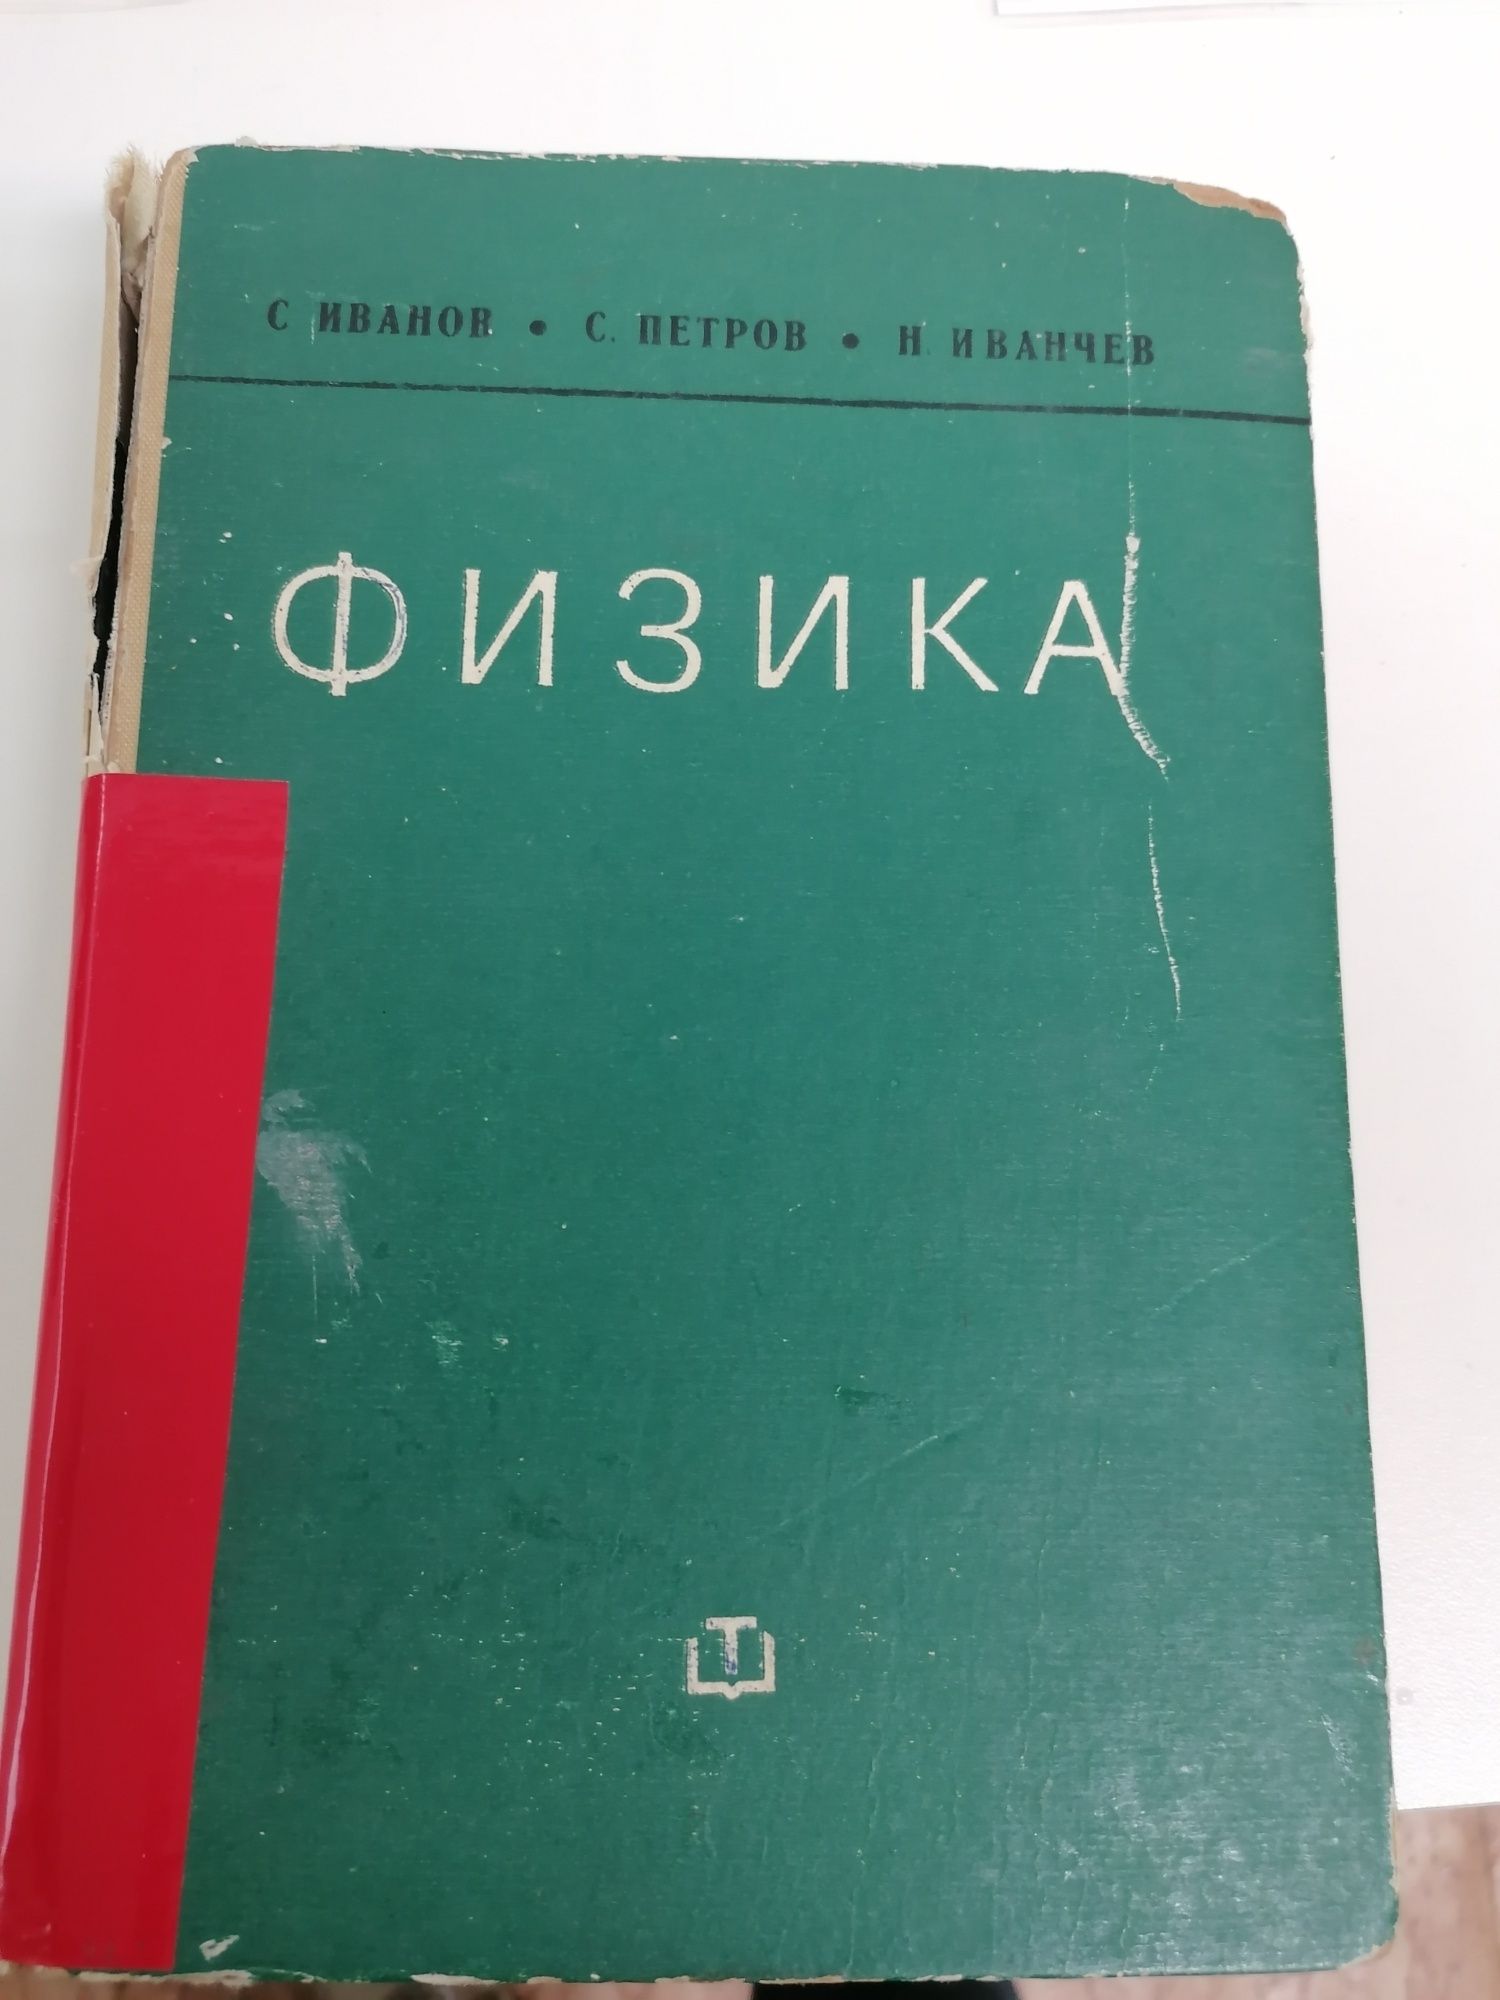 С. ИВАНОВ • С. ПЕТРОВ • Н. ИВАНЧЕВ
ФИЗИКА
Т